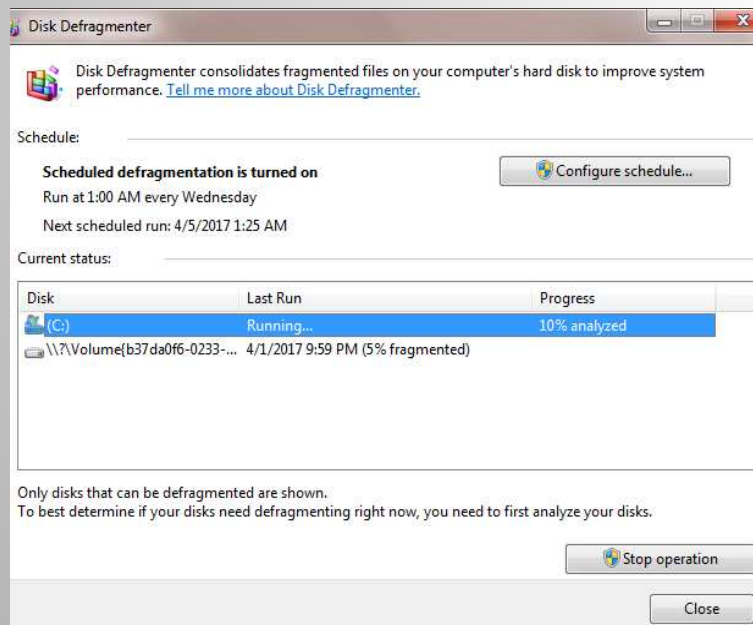 Disk Defragmenter
Disk Defragmenter consolidates fragmented files on your computer's hard disk to improve system
performance. Tell me more about Disk Defragmenter.
Schedule:
Scheduled defragmentation is turned on
Configure schedule...
Run at 1:00 AM every Wednesday
Next scheduled run: 4/5/2017 1:25 AM
Current status:
Disk Last Run Progress
(C:) Running... 10% analyzed
\\?\Volume{b37da0f6-0233-... 4/1/2017 9:59 PM (5% fragmented)
Only disks that can be defragmented are shown.
To best determine if your disks need defragmenting right now, you need to first analyze your disks.
Stop operation
Close